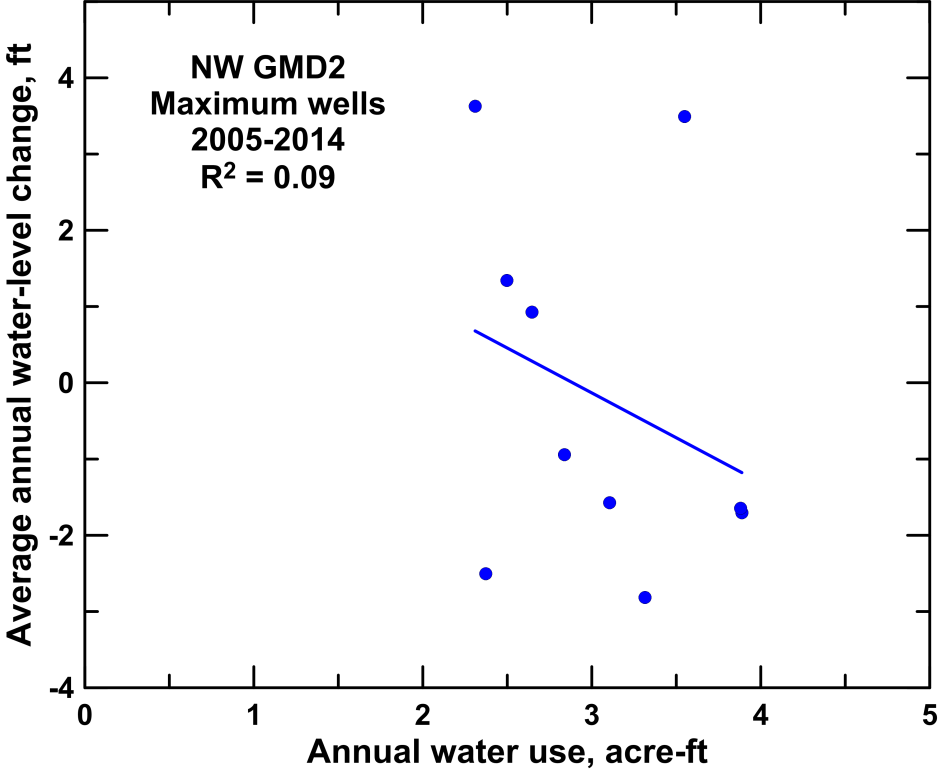 NW GMD2
Maximum wells
2005-2014
R² = 0.09
Average annual water-level change, ft
4
2
0
-2
-4
0 1 2 3 4 5
Annual water use, acre-ft